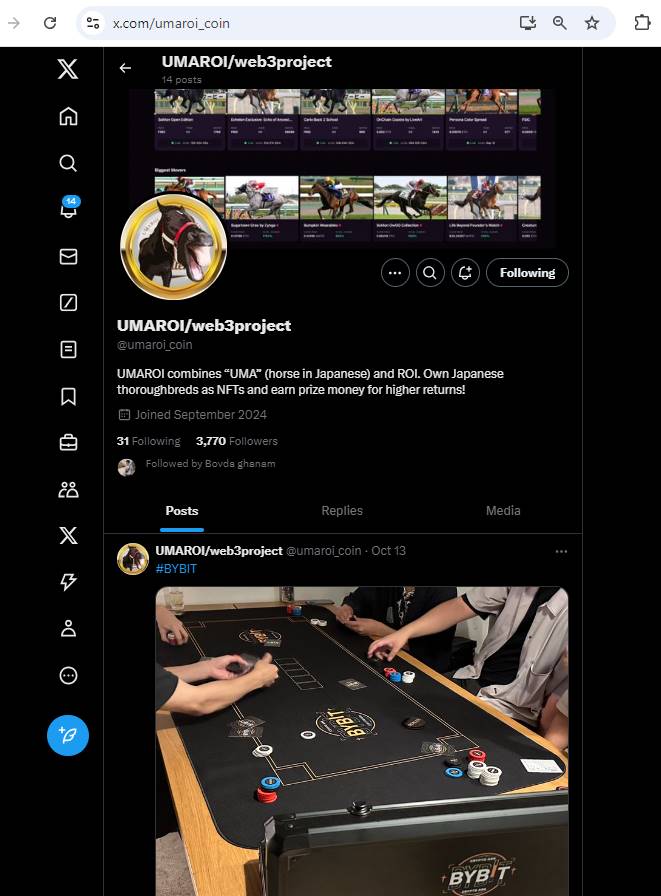 x.com/umaroi_coin
UMAROI/web3project
14 posts
Biggest Movers
14
Following
UMAROI/web3project
@umaroi_coin
UMAROI combines “UMA” (horse in Japanese) and ROI. Own Japanese
thoroughbreds as NFTs and earn prize money for higher returns!
Joined September 2024
31 Following 3,770 Followers
Followed by Bovda ghanam
Posts Replies Media
UMAROI/web3project @umaroi_coin · Oct 13
#BYBIT
BYBIT
BYBIT
BYBIT